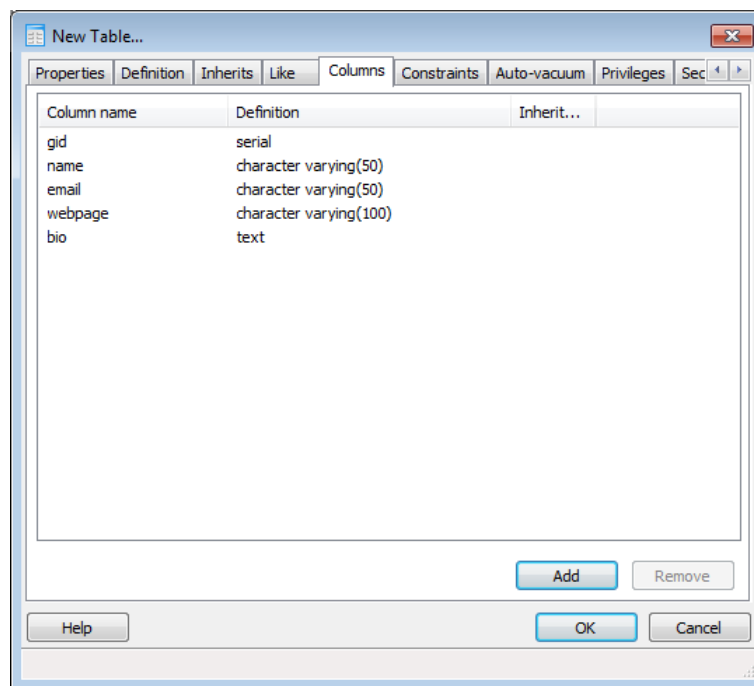 New Table...
Properties Definition Inherits Like Columns Constraints Auto-vacuum Privileges Sec
Column name Definition Inherit...
gid serial
name character varying(50)
email character varying(50)
webpage character varying(100)
bio text
Add Remove
Help OK Cancel